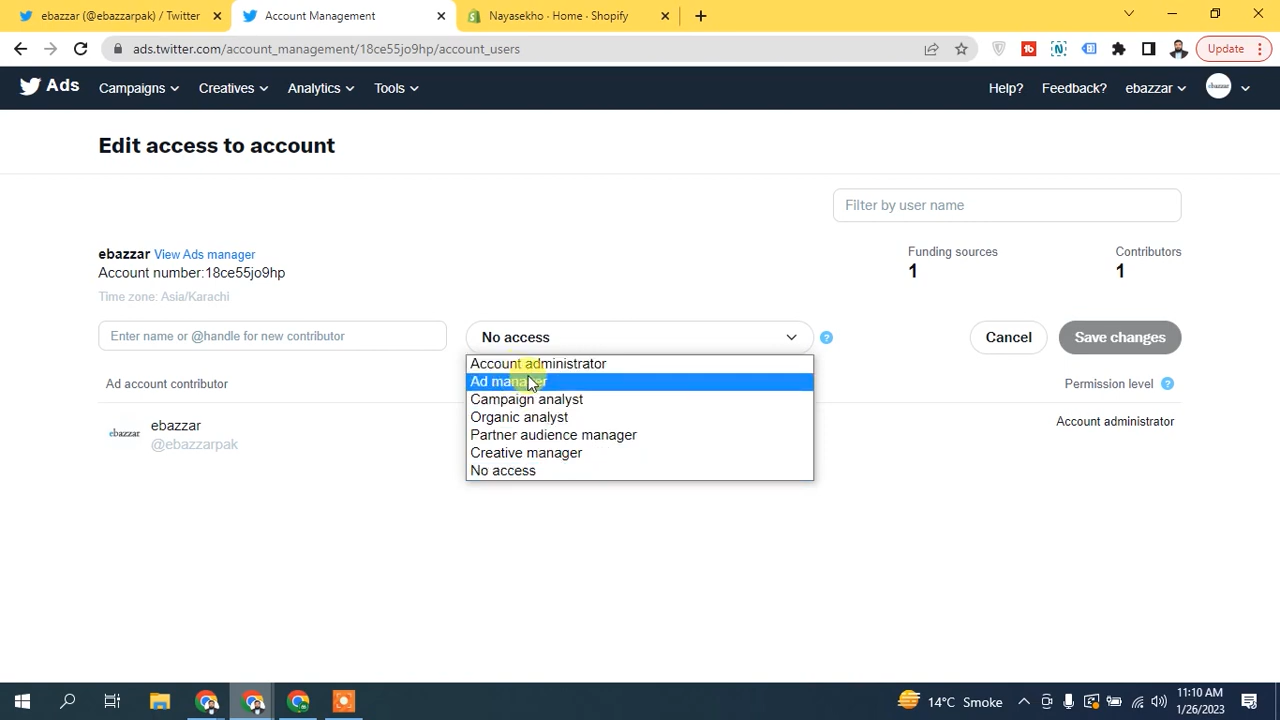 ebazzar (@ebazzarpak) / Twitter
Account Management
Nayasekho · Home · Shopify
ads.twitter.com/account_management/18ce55jo9hp/account_users
Update
Ads
Campaigns
Creatives
Analytics
Tools
Help?
Feedback?
ebazzar
Edit access to account
Filter by user name
ebazzar View Ads manager
Account number:18ce55jo9hp
Time zone: Asia/Karachi
Funding sources
1
Contributors
1
Enter name or @handle for new contributor
No access
?
Cancel
Save changes
Account administrator
Ad manager
Campaign analyst
Organic analyst
Partner audience manager
Creative manager
No access
Ad account contributor
Permission level ?
ebazzar
ebazzar
@ebazzarpak
Account administrator
14°C Smoke
11:10 AM
1/26/2023